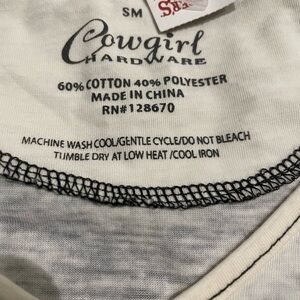 SM
Cowgirl
HARDWARE
60% COTTON 40% POLYESTER
MADE IN CHINA
RN#128670
MACHINE WASH COOL/GENTLE CYCLE/DO NOT BLEACH
TUMBLE DRY AT LOW HEAT /COOL IRON